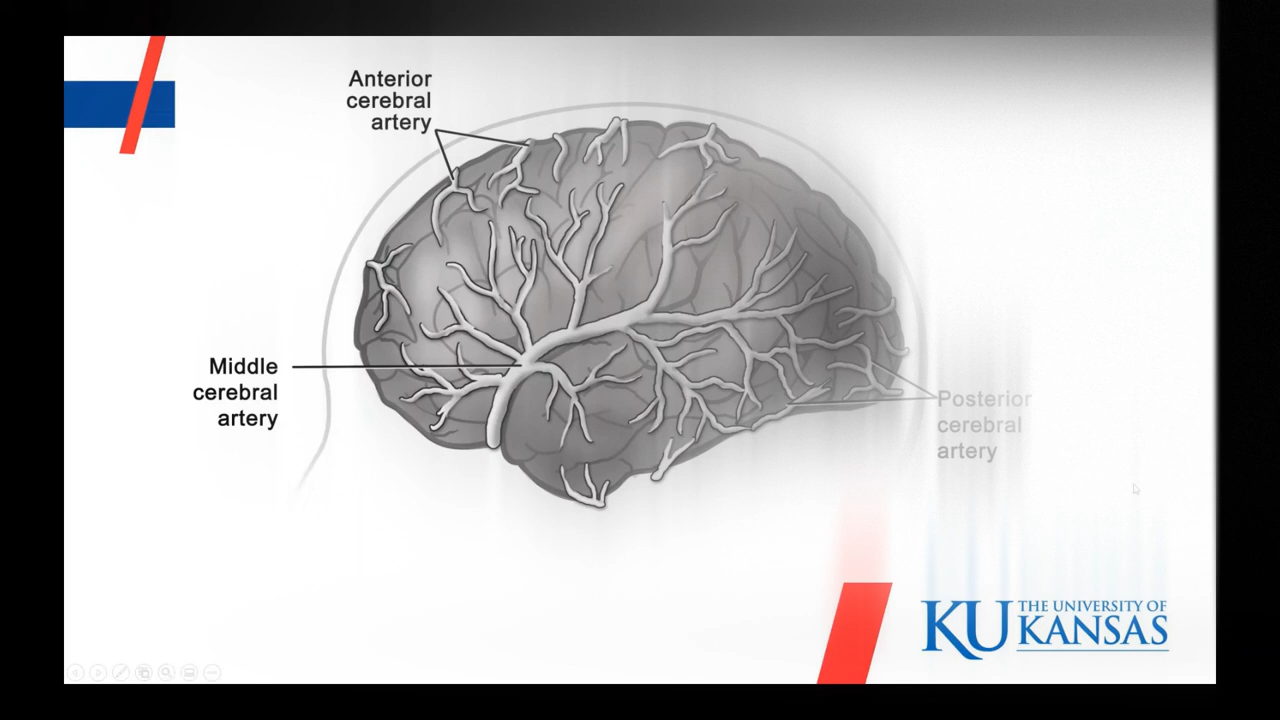 Anterior
cerebral
artery
Middle
cerebral
artery
Posterior
cerebral
artery
KU THE UNIVERSITY OF
KANSAS